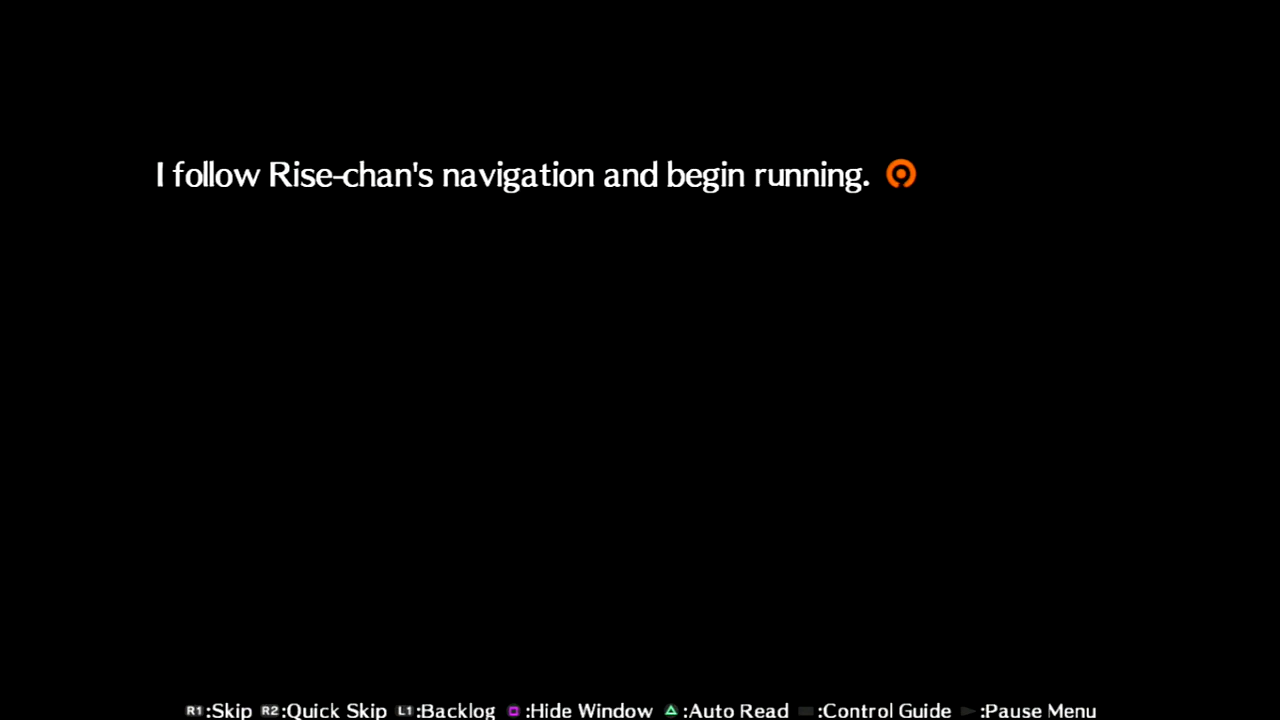 I follow Rise-chan's navigation and begin running.
R1:Skip R2:Quick Skip L1:Backlog :Hide Window :Auto Read :Control Guide :Pause Menu